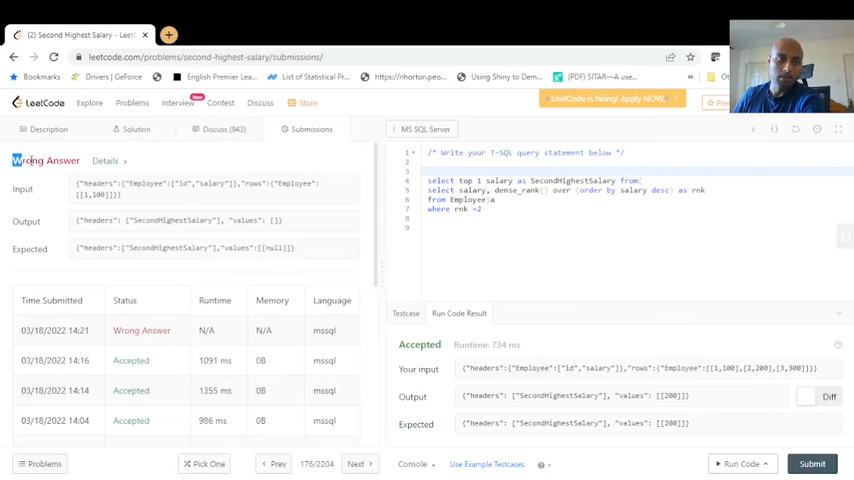 (2) Second Highest Salary - LeetC
leetcode.com/problems/second-highest-salary/submissions/
Bookmarks Drivers | GeForce English Premier Lea... List of Statistical Pro... https://nhorton.peo... Using Shiny to Dem... (PDF) SITAR—A use...
LeetCode Explore Problems Interview New Contest Discuss Store LeetCode is hiring! Apply NOW. Pre
Description Solution Discuss (943) Submissions MS SQL Server
Wrong Answer Details
Input {"headers":{"Employee":["id","salary"]},"rows":{"Employee":
[[1,100]]}}
Output {"headers": ["SecondHighestSalary"], "values": []}
Expected {"headers":["SecondHighestSalary"],"values":[[null]]}
Time Submitted Status Runtime Memory Language
03/18/2022 14:21 Wrong Answer N/A N/A mssql
03/18/2022 14:16 Accepted 1091 ms 0B mssql
03/18/2022 14:14 Accepted 1355 ms 0B mssql
03/18/2022 14:04 Accepted 986 ms 0B mssql
1 /* Write your T-SQL query statement below */
2
3
4 select top 1 salary as SecondHighestSalary from(
5 select salary, dense_rank() over (order by salary desc) as rnk
6 from Employee)a
7 where rnk =2
8
9
Testcase Run Code Result
Accepted Runtime: 734 ms
Your input {"headers":{"Employee":["id","salary"]},"rows":{"Employee":[[1,100],[2,200],[3,300]]}}
Output {"headers": ["SecondHighestSalary"], "values": [[200]]} Diff
Expected {"headers": ["SecondHighestSalary"], "values": [[200]]}
Problems Pick One Prev 176/2204 Next Console Use Example Testcases Run Code Submit